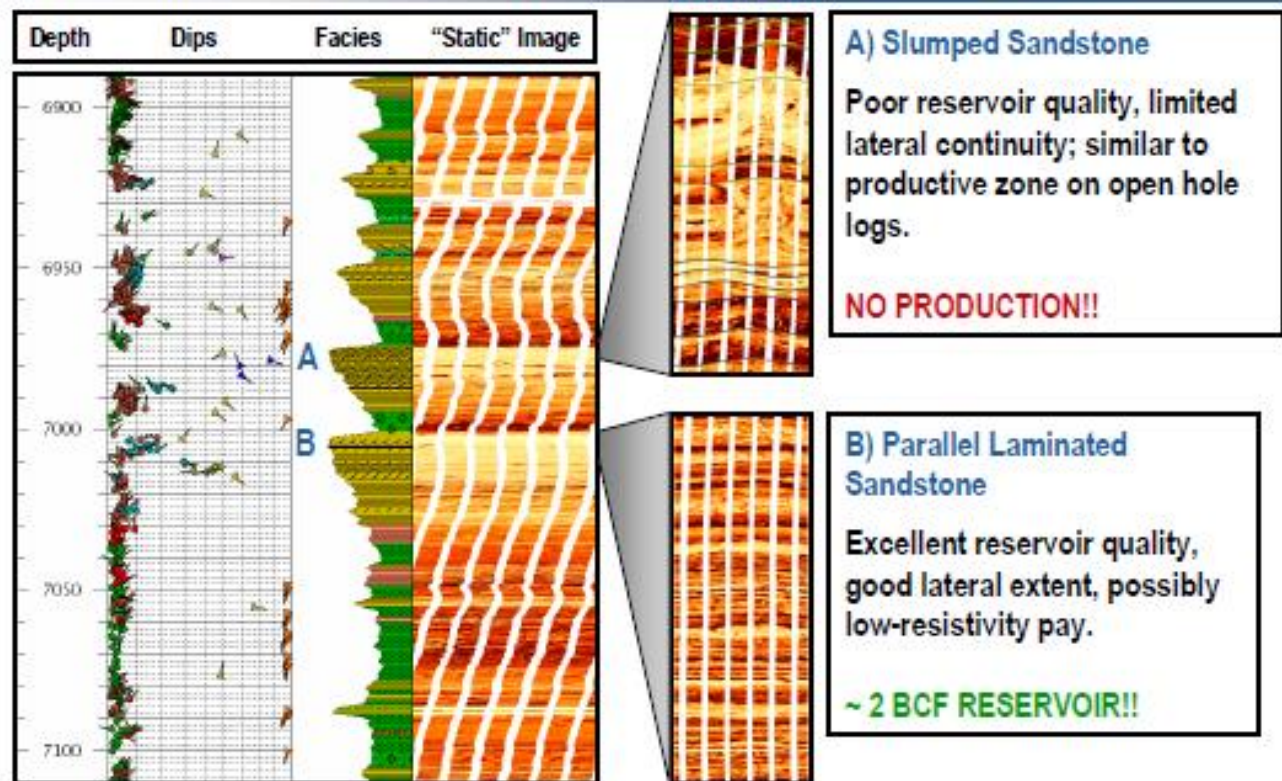 Depth Dips Facies “Static” Image
6900
6950
7000
7050
7100
A
B
A) Slumped Sandstone
Poor reservoir quality, limited
lateral continuity; similar to
productive zone on open hole
logs.
NO PRODUCTION!!
B) Parallel Laminated
Sandstone
Excellent reservoir quality,
good lateral extent, possibly
low-resistivity pay.
~ 2 BCF RESERVOIR!!